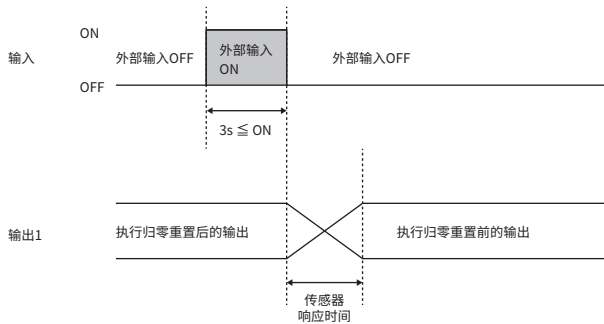 ON
输入
外部输入OFF
外部输入
ON
外部输入OFF
OFF
3s ≦ ON
输出1
执行归零重置后的输出
执行归零重置前的输出
传感器
响应时间